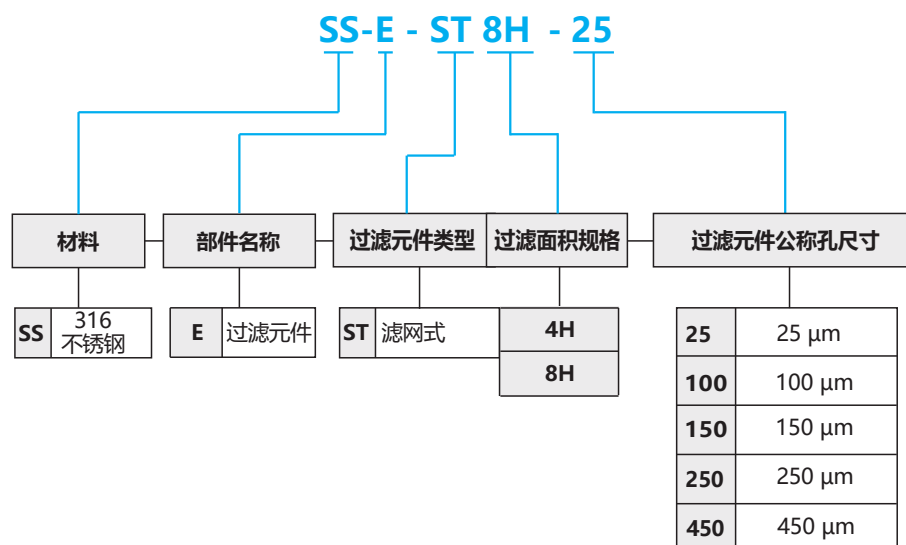 SS-E - ST 8H - 25
材料
部件名称
过滤元件类型
过滤面积规格
过滤元件公称孔尺寸
SS
316
不锈钢
E
过滤元件
ST
滤网式
4H
8H
25
25 μm
100
100 μm
150
150 μm
250
250 μm
450
450 μm